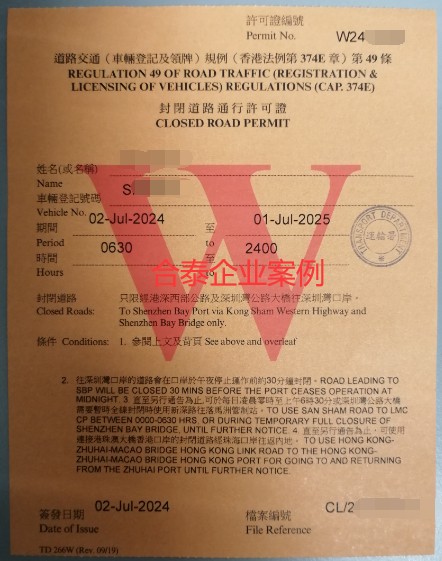 許可證編號
Permit No. W24
道路交通（車輛登記及領牌）規例（香港法例第 374E 章）第 49 條
REGULATION 49 OF ROAD TRAFFIC (REGISTRATION &
LICENSING OF VEHICLES) REGULATIONS (CAP. 374E)
封閉道路通行許可證
CLOSED ROAD PERMIT
姓名(或名稱)
Name
車輛登記號碼
Vehicle No.
期間 02-Jul-2024 至 01-Jul-2025
Period 0630 to 2400
時間 至
Hours to
W
TRANSPORT DEPARTMENT
運輸署
合泰企业案例
封閉道路 只限經港深西部公路及深圳灣公路大橋往深圳灣口岸。
Closed Roads: To Shenzhen Bay Port via Kong Sham Western Highway and
Shenzhen Bay Bridge only.
條件 Conditions: 1. 參閱上文及背頁 See above and overleaf
2. 往深圳灣口岸的道路會在口岸於午夜停止運作前約30分鐘封閉。ROAD LEADING TO
SBP WILL BE CLOSED 30 MINS BEFORE THE PORT CEASES OPERATION AT
MIDNIGHT. 3. 直至另行通告為止,可於每日凌晨零時至上午6時30分或深圳灣公路大橋
需要暫時全線封閉時使用新深路往落馬洲管制站。TO USE SAN SHAM ROAD TO LMC
CP BETWEEN 0000-0630 HRS. OR DURING TEMPORARY FULL CLOSURE OF
SHENZHEN BAY BRIDGE, UNTIL FURTHER NOTICE. 4. 直至另行通告為止，可使用
連接港珠澳大橋香港口岸的封閉道路經珠海口岸往返內地。 TO USE HONG KONG-
ZHUHAI-MACAO BRIDGE HONG KONG LINK ROAD TO THE HONG KONG-
ZHUHAI-MACAO BRIDGE HONG KONG PORT FOR GOING TO AND RETURNING
FROM THE ZHUHAI PORT UNTIL FURTHER NOTICE.
簽發日期 02-Jul-2024 檔案編號 CL/2
Date of Issue File Reference
TD 266W (Rev. 09/19)